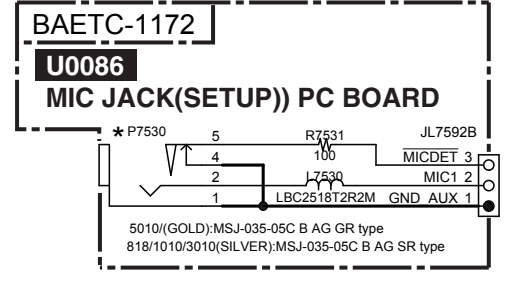 BAETC-1172
U0086
MIC JACK(SETUP)) PC BOARD
* P7530
5
R7531
JL7592B
4
100
MICDET 3
2
L7530
MIC1 2
1
LBC2518T2R2M
GND_AUX 1
5010/(GOLD):MSJ-035-05C B AG GR type
818/1010/3010(SILVER):MSJ-035-05C B AG SR type